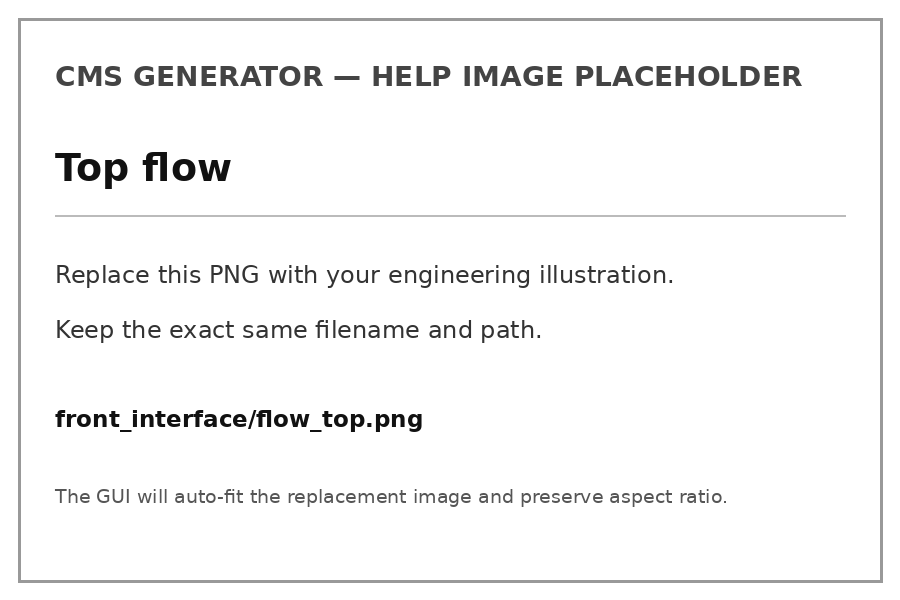 CMS GENERATOR — HELP IMAGE PLACEHOLDER
Top flow
Replace this PNG with your engineering illustration.
Keep the exact same filename and path.
front_interface/flow_top.png
The GUI will auto-fit the replacement image and preserve aspect ratio.